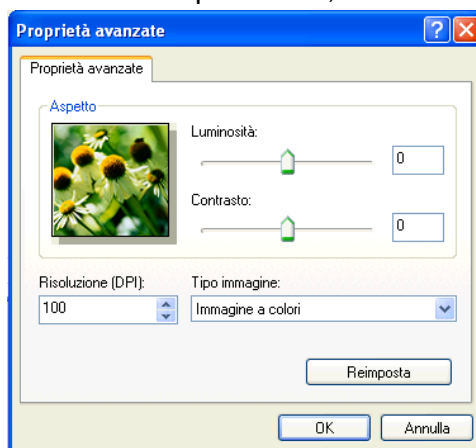 Proprietà avanzate
Proprietà avanzate
Aspetto
Luminosità:
0
Contrasto:
0
Risoluzione (DPI):
Tipo immagine:
100
Immagine a colori
Reimposta
OK
Annulla